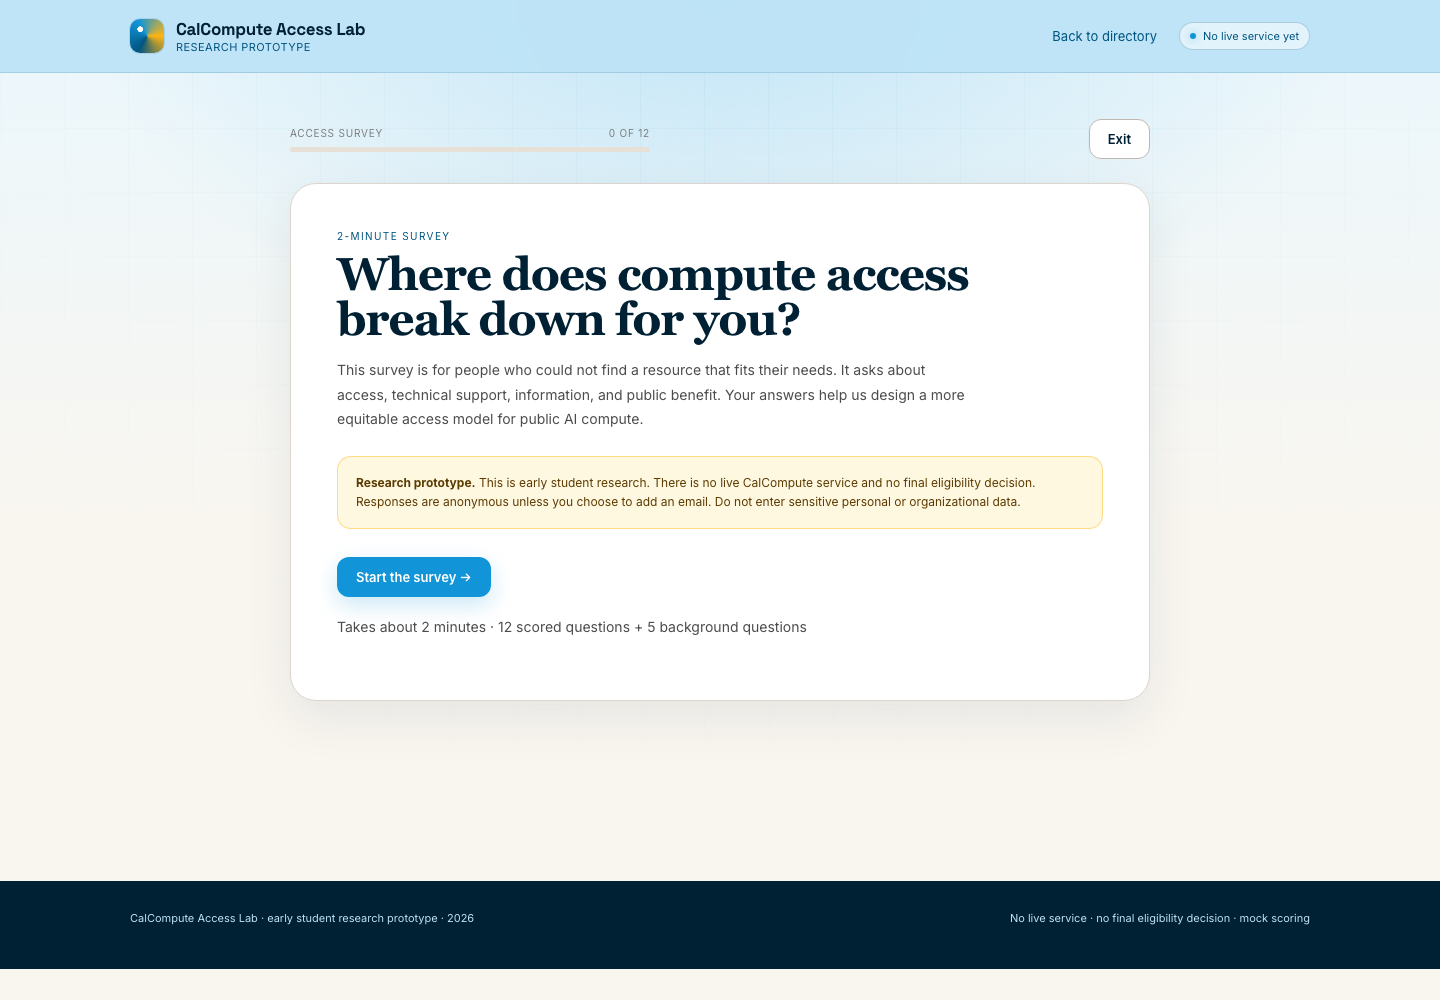 CalCompute Access Lab
RESEARCH PROTOTYPE
Back to directory
No live service yet
ACCESS SURVEY
0 OF 12
Exit
2-MINUTE SURVEY
Where does compute access
break down for you?
This survey is for people who could not find a resource that fits their needs. It asks about
access, technical support, information, and public benefit. Your answers help us design a more
equitable access model for public AI compute.
Research prototype. This is early student research. There is no live CalCompute service and no final eligibility decision.
Responses are anonymous unless you choose to add an email. Do not enter sensitive personal or organizational data.
Start the survey →
Takes about 2 minutes · 12 scored questions + 5 background questions
CalCompute Access Lab · early student research prototype · 2026
No live service · no final eligibility decision · mock scoring